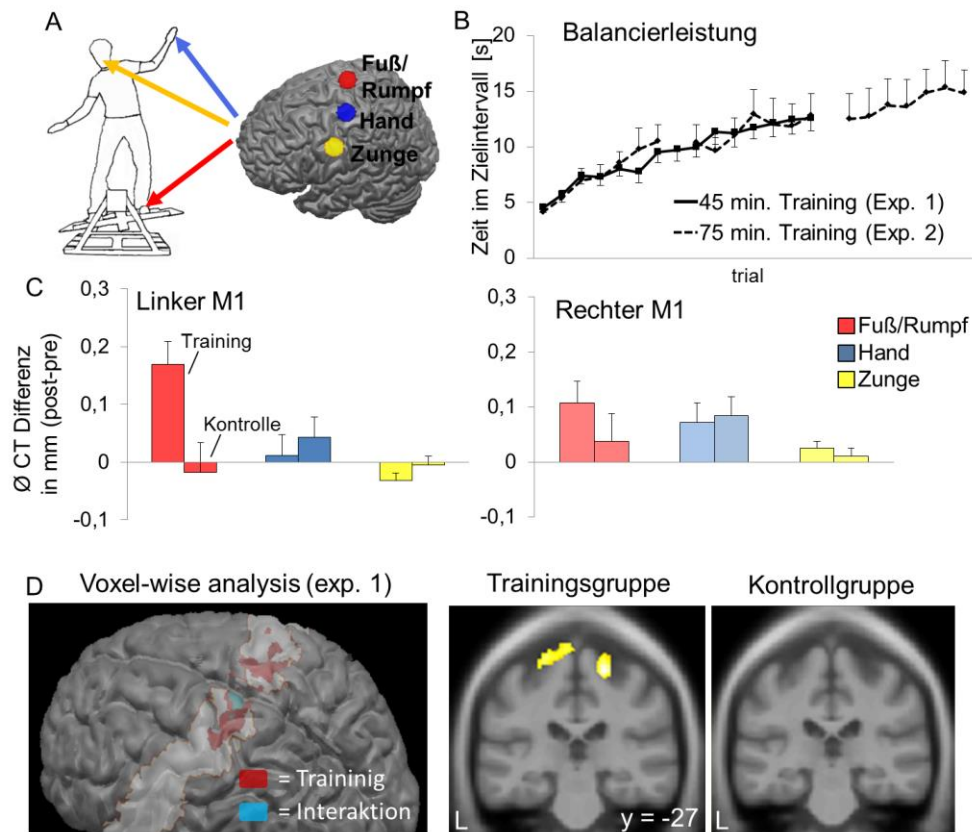 A
Fuß/
Rumpf
Hand
Zunge
B
Balancierleistung
Zeit im Zielintervall [s]
20
15
10
5
0
45 min. Training (Exp. 1)
75 min. Training (Exp. 2)
trial
C
Linker M1
Ø CT Differenz
in mm (post-pre)
0,3
0,2
0,1
0
-0,1
Training
Kontrolle
Rechter M1
0,3
0,2
0,1
0
-0,1
Fuß/Rumpf
Hand
Zunge
D
Voxel-wise analysis (exp. 1)
= Traininig
= Interaktion
Trainingsgruppe
L
y = -27
Kontrollgruppe
L